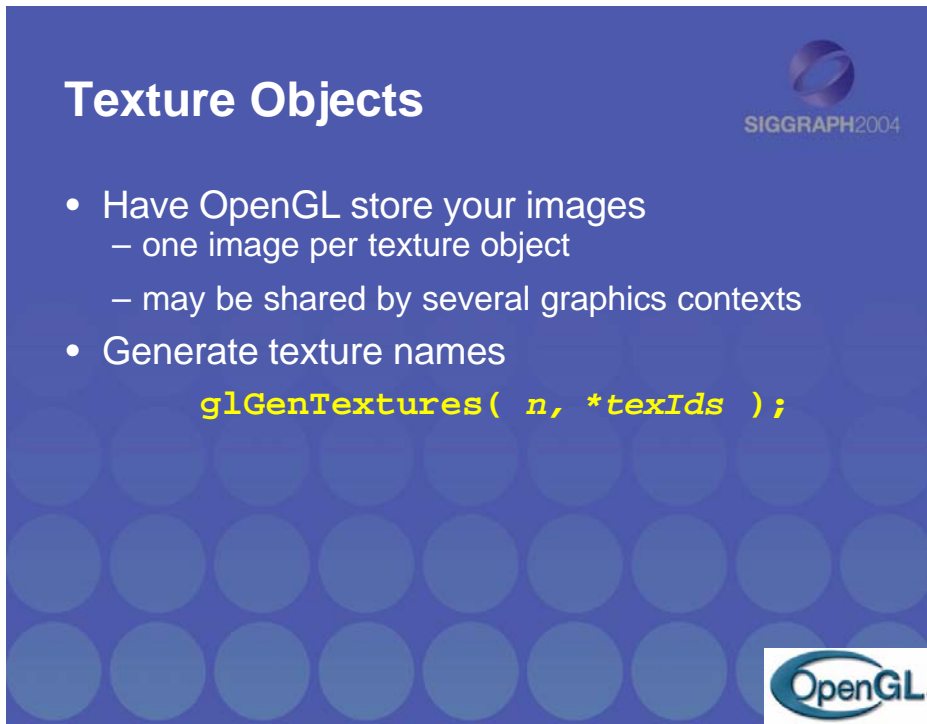 Texture Objects
SIGGRAPH2004
• Have OpenGL store your images
– one image per texture object
– may be shared by several graphics contexts
• Generate texture names
glGenTextures( n, *texIds );
OpenGL